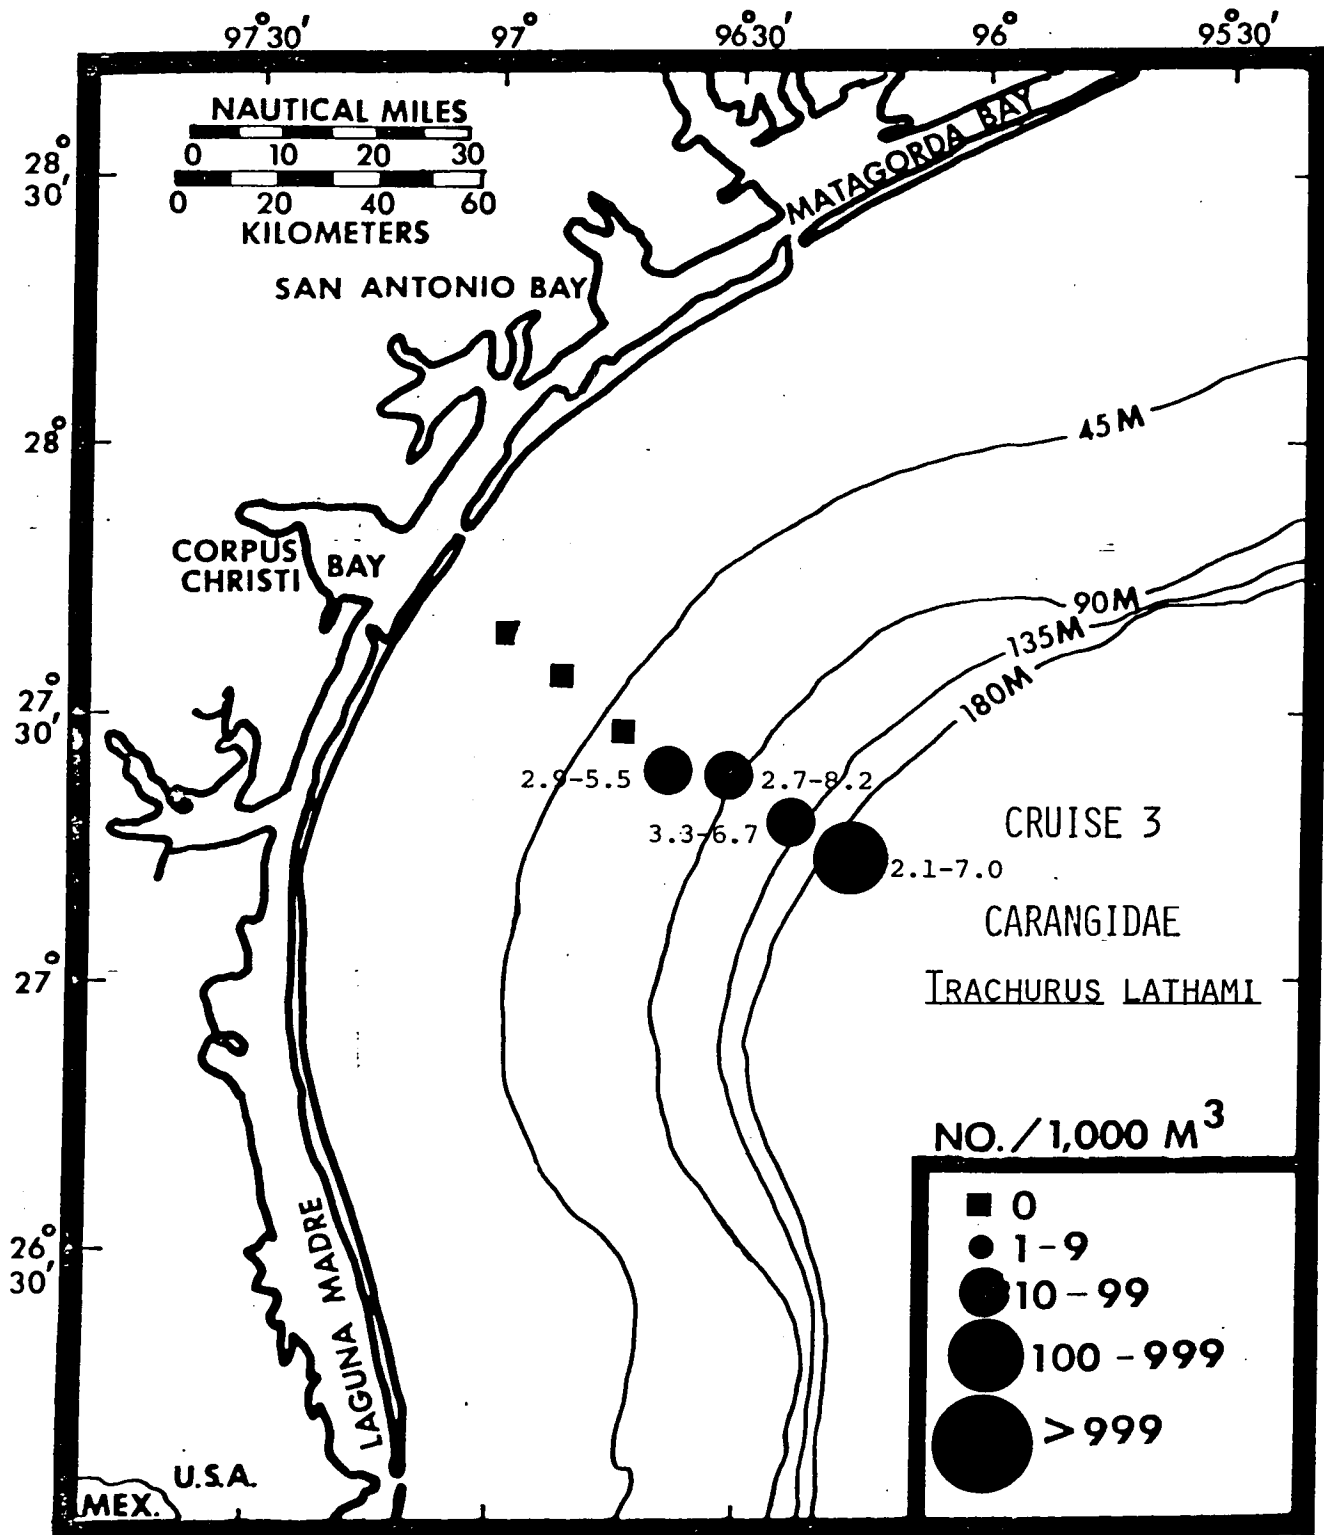 97°30′ 97° 96°30′ 96° 95°30′
NAUTICAL MILES
0 10 20 30
0 20 40 60
KILOMETERS
28°
30′
MATAGORDA BAY
SAN ANTONIO BAY
45M
28°
CORPUS
CHRISTI BAY
90M
135M
180M
27°
30′
2.9-5.5
2.7-8.2
3.3-6.7
2.1-7.0
CRUISE 3
CARANGIDAE
27°
TRACHURUS LATHAMI
NO./1,000 M³
0
1-9
26°
30′
10-99
100-999
>999
LAGUNA MADRE
U.S.A.
MEX.